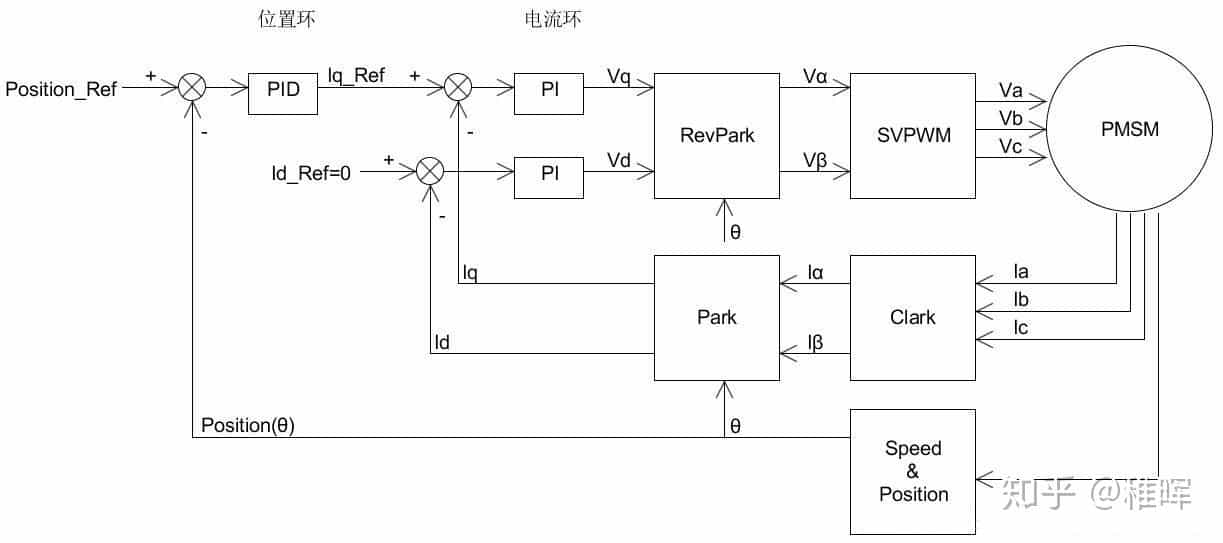 位置环
电流环
Position_Ref
+
-
PID
Iq_Ref
+
-
PI
Vq
RevPark
Vα
SVPWM
Va
Vb
Vc
PMSM
Id_Ref=0
+
-
PI
Vd
Vβ
θ
Iq
Id
Park
Iα
Iβ
Clark
Ia
Ib
Ic
Position(θ)
θ
Speed
&
Position
知乎 @稚晖